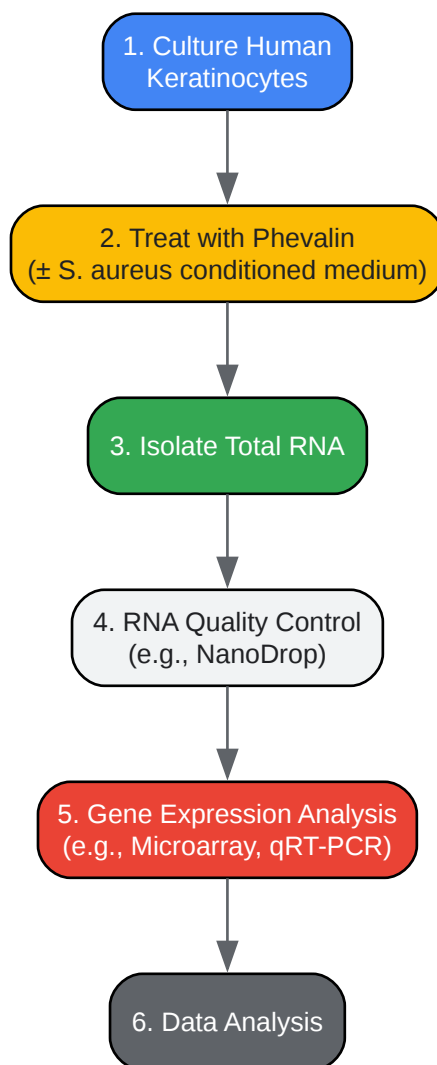 1. Culture Human
Keratinocytes
2. Treat with Phevalin
(± S. aureus conditioned medium)
3. Isolate Total RNA
4. RNA Quality Control
(e.g., NanoDrop)
5. Gene Expression Analysis
(e.g., Microarray, qRT-PCR)
6. Data Analysis